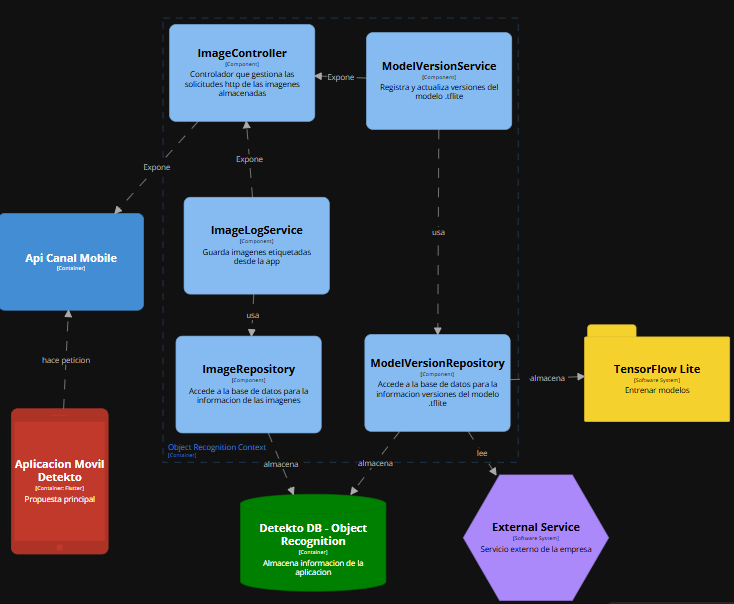 ImageController
[Component]
Controlador que gestiona las
solicitudes http de las imagenes
almacenadas
Expone
ModelVersionService
[Component]
Registra y actualiza versiones del
modelo .tflite
Expone
Expone
Api Canal Mobile
[Container]
ImageLogService
[Component]
Guarda imagenes etiquetadas
desde la app
usa
usa
hace peticion
ImageRepository
[Component]
Accede a la base de datos para la
informacion de las imagenes
ModelVersionRepository
[Component]
Accede a la base de datos para la
informacion versiones del modelo
.tflite
almacena
TensorFlow Lite
[Software System]
Entrenar modelos
Aplicacion Movil
Detekto
[Container: Flutter]
Propuesta principal
Object Recognition Context
[Container]
almacena
almacena
lee
Detekto DB - Object
Recognition
[Container]
Almacena informacion de la
aplicacion
External Service
[Software System]
Servicio externo de la empresa